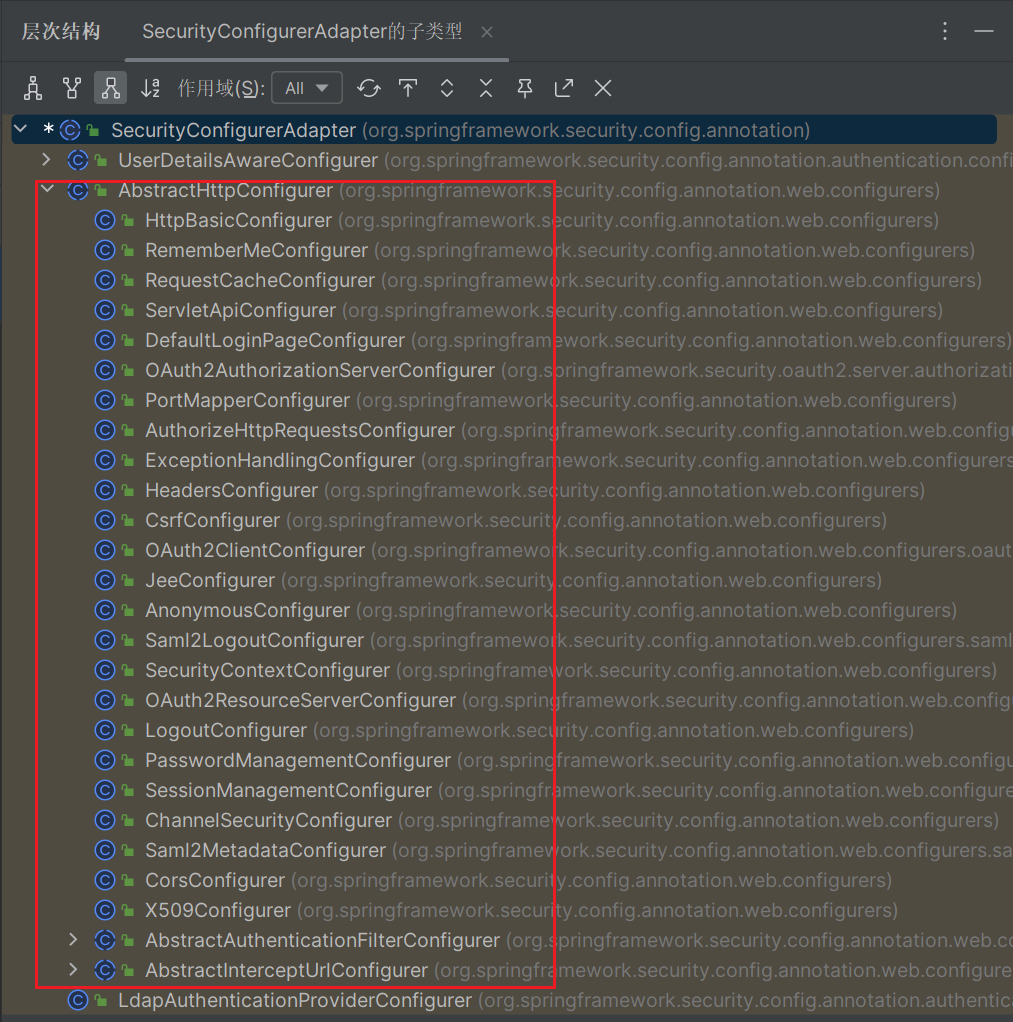 层次结构 SecurityConfigurerAdapter的子类型
作用域(S): All
* SecurityConfigurerAdapter (org.springframework.security.config.annotation)
UserDetailsAwareConfigurer (org.springframework.security.config.annotation.authentication.confi
AbstractHttpConfigurer (org.springframework.security.config.annotation.web.configurers)
HttpBasicConfigurer (org.springframework.security.config.annotation.web.configurers)
RememberMeConfigurer (org.springframework.security.config.annotation.web.configurers)
RequestCacheConfigurer (org.springframework.security.config.annotation.web.configurers)
ServletApiConfigurer (org.springframework.security.config.annotation.web.configurers)
DefaultLoginPageConfigurer (org.springframework.security.config.annotation.web.configurers)
OAuth2AuthorizationServerConfigurer (org.springframework.security.oauth2.server.authorizati
PortMapperConfigurer (org.springframework.security.config.annotation.web.configurers)
AuthorizeHttpRequestsConfigurer (org.springframework.security.config.annotation.web.config
ExceptionHandlingConfigurer (org.springframework.security.config.annotation.web.configurers
HeadersConfigurer (org.springframework.security.config.annotation.web.configurers)
CsrfConfigurer (org.springframework.security.config.annotation.web.configurers)
OAuth2ClientConfigurer (org.springframework.security.config.annotation.web.configurers.oaut
JeeConfigurer (org.springframework.security.config.annotation.web.configurers)
AnonymousConfigurer (org.springframework.security.config.annotation.web.configurers)
Saml2LogoutConfigurer (org.springframework.security.config.annotation.web.configurers.saml
SecurityContextConfigurer (org.springframework.security.config.annotation.web.configurers)
OAuth2ResourceServerConfigurer (org.springframework.security.config.annotation.web.config
LogoutConfigurer (org.springframework.security.config.annotation.web.configurers)
PasswordManagementConfigurer (org.springframework.security.config.annotation.web.configu
SessionManagementConfigurer (org.springframework.security.config.annotation.web.configure
ChannelSecurityConfigurer (org.springframework.security.config.annotation.web.configurers)
Saml2MetadataConfigurer (org.springframework.security.config.annotation.web.configurers.sa
CorsConfigurer (org.springframework.security.config.annotation.web.configurers)
X509Configurer (org.springframework.security.config.annotation.web.configurers)
AbstractAuthenticationFilterConfigurer (org.springframework.security.config.annotation.web.co
AbstractInterceptUrlConfigurer (org.springframework.security.config.annotation.web.configure
LdapAuthenticationProviderConfigurer (org.springframework.security.config.annotation.authentic